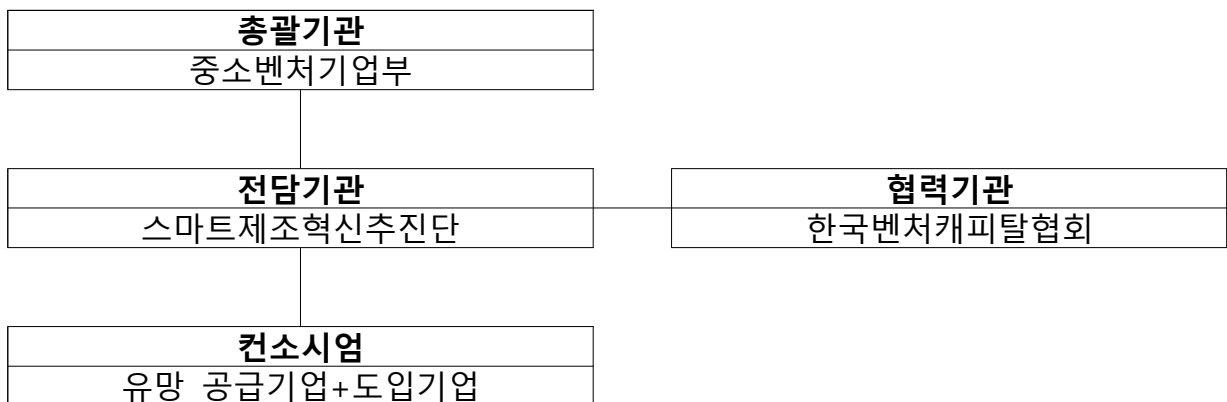 총괄기관
중소벤처기업부
전담기관
스마트제조혁신추진단
협력기관
한국벤처캐피탈협회
컨소시엄
유망 공급기업+도입기업